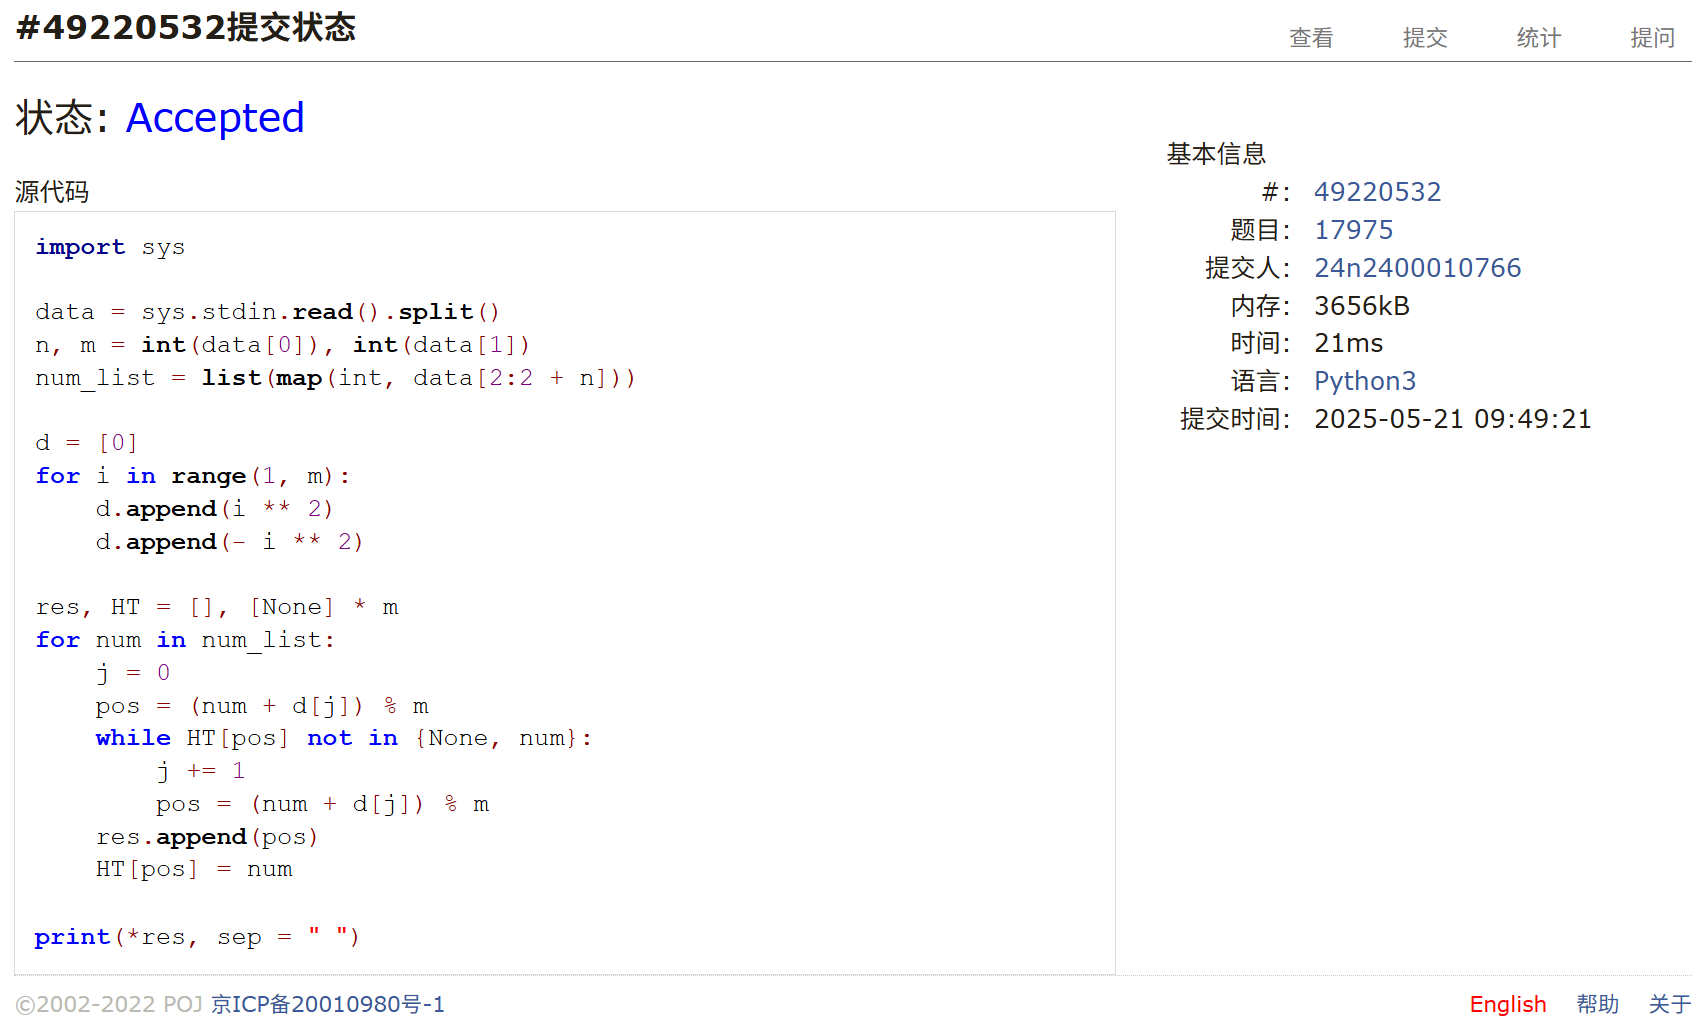 #49220532提交状态
查看 提交 统计 提问
状态: Accepted
源代码
import sys

data = sys.stdin.read().split()
n, m = int(data[0]), int(data[1])
num_list = list(map(int, data[2:2 + n]))

d = [0]
for i in range(1, m):
    d.append(i ** 2)
    d.append(- i ** 2)

res, HT = [], [None] * m
for num in num_list:
    j = 0
    pos = (num + d[j]) % m
    while HT[pos] not in {None, num}:
        j += 1
        pos = (num + d[j]) % m
    res.append(pos)
    HT[pos] = num

print(*res, sep = " ")
基本信息
#: 49220532
题目: 17975
提交人: 24n2400010766
内存: 3656kB
时间: 21ms
语言: Python3
提交时间: 2025-05-21 09:49:21
©2002-2022 POJ 京ICP备20010980号-1
English 帮助 关于